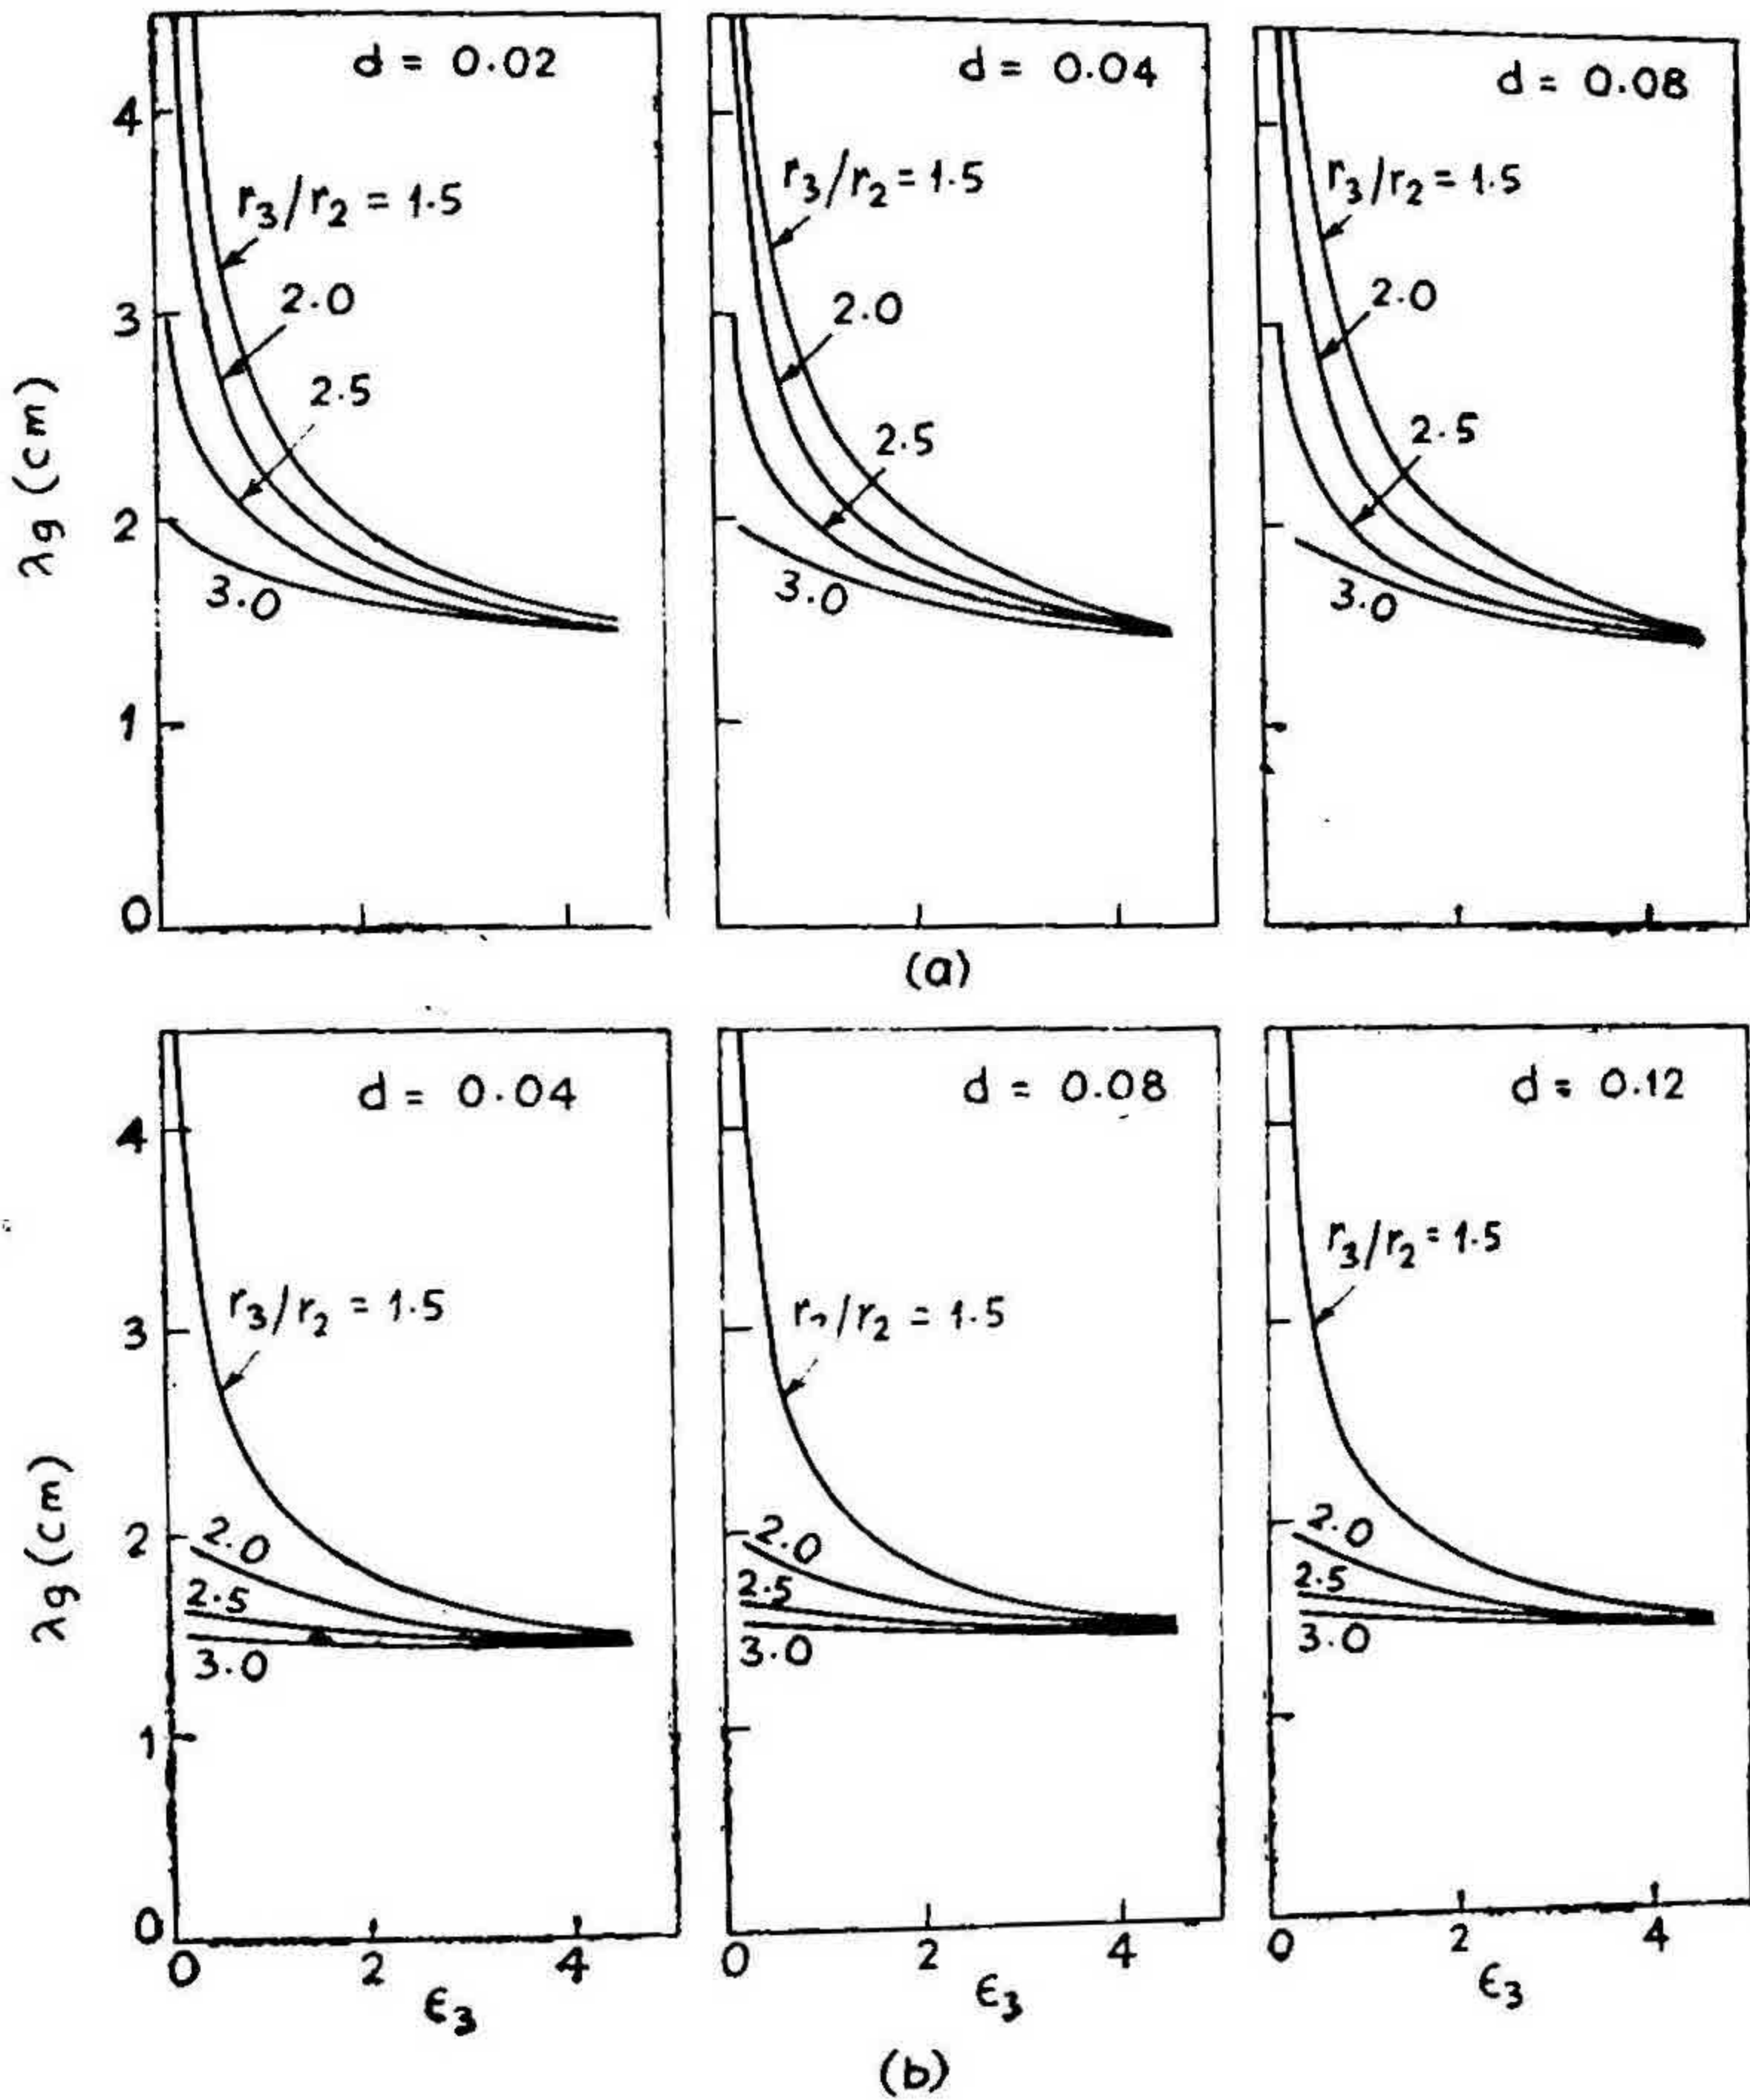 d = 0.02
4
r₃/r₂ = 1.5
3
2.0
2.5
λg (cm)
2
3.0
1
0
d = 0.04
r₃/r₂ = 1.5
2.0
2.5
3.0
d = 0.08
r₃/r₂ = 1.5
2.0
2.5
3.0
(a)
d = 0.04
4
r₃/r₂ = 1.5
3
λg (cm)
2
2.0
2.5
3.0
1
0
0 2 4
ϵ₃
d = 0.08
r₂/r₂ = 1.5
2.0
2.5
3.0
0 2 4
ϵ₃
d = 0.12
r₃/r₂ = 1.5
2.0
2.5
3.0
0 2 4
ϵ₃
(b)